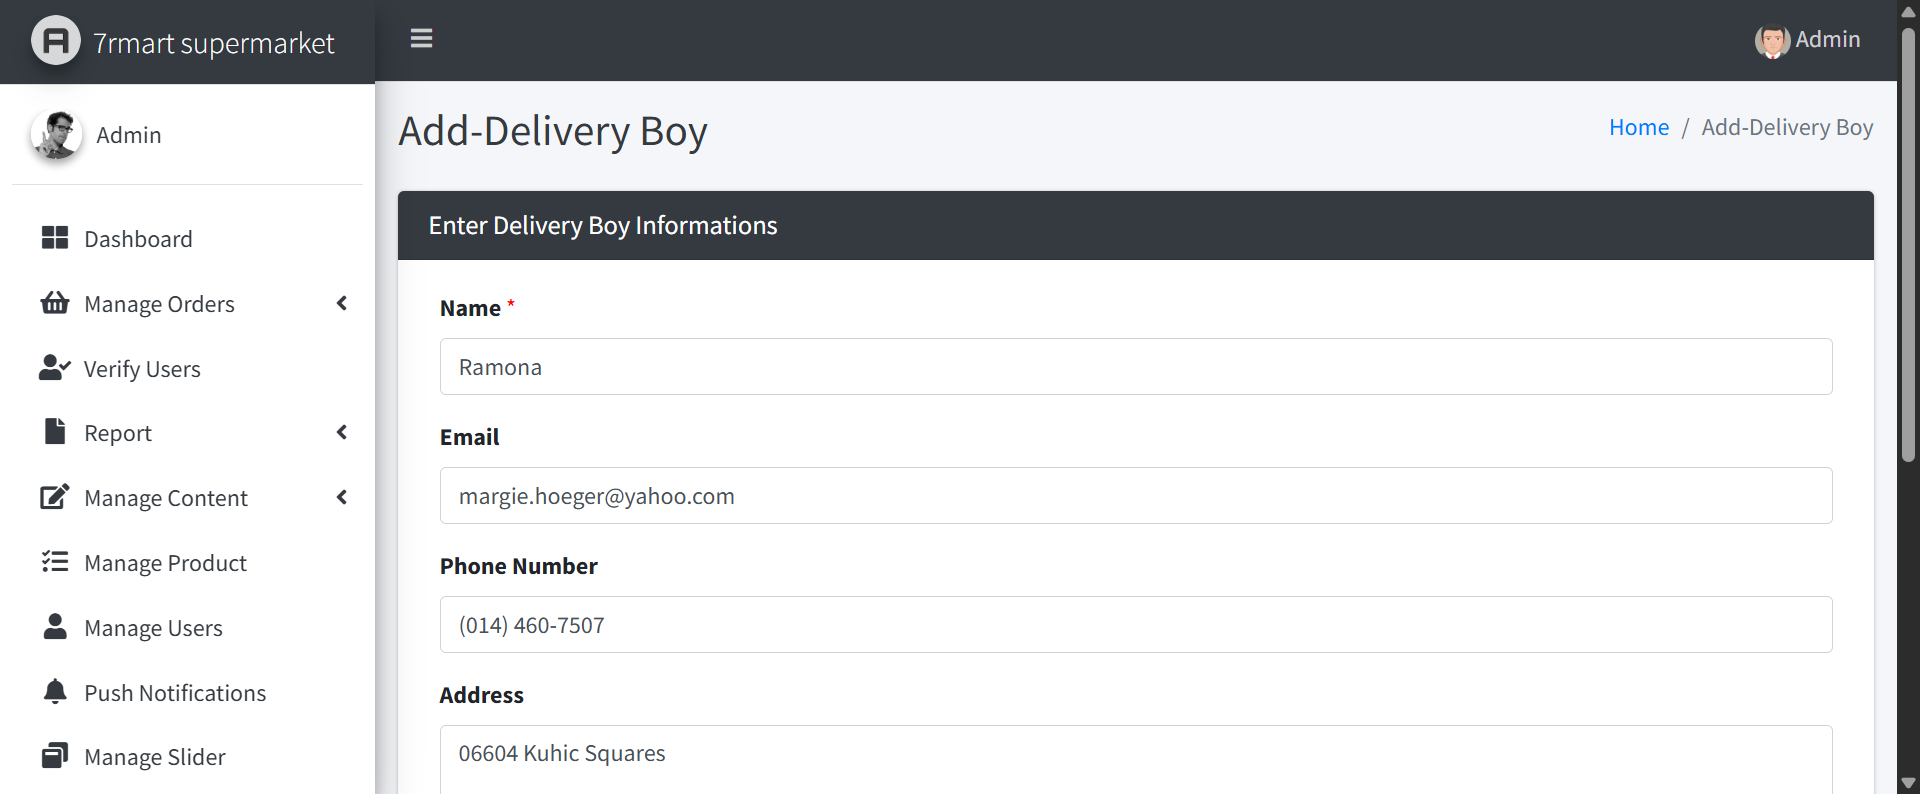 7rmart supermarket
Admin
Admin
Dashboard
Manage Orders
Verify Users
Report
Manage Content
Manage Product
Manage Users
Push Notifications
Manage Slider
Add-Delivery Boy
Home / Add-Delivery Boy
Enter Delivery Boy Informations
Name *
Ramona
Email
margie.hoeger@yahoo.com
Phone Number
(014) 460-7507
Address
06604 Kuhic Squares